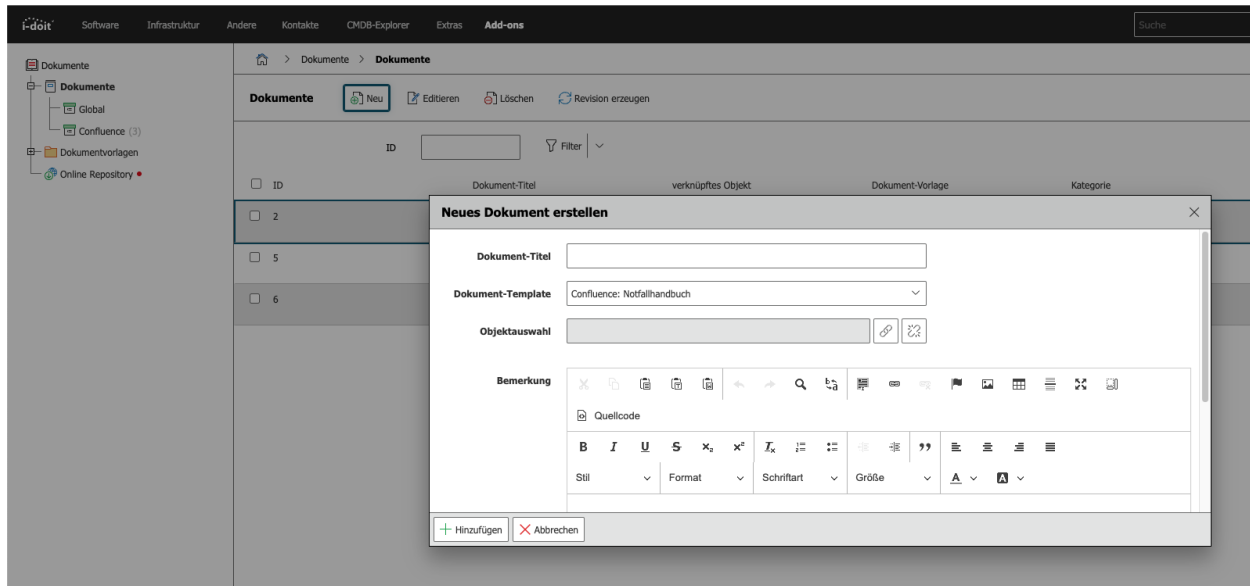 i-doit Software Infrastruktur Andere Kontakte CMDB-Explorer Extras Add-ons Suche
Dokumente
Dokumente
Global
Confluence (3)
Dokumentvorlagen
Online Repository
> Dokumente > Dokumente
Dokumente Neu Editieren Löschen Revision erzeugen
ID Filter
ID Dokument-Titel verknüpftes Objekt Dokument-Vorlage Kategorie
2
5
6
Neues Dokument erstellen
Dokument-Titel
Dokument-Template Confluence: Notfallhandbuch
Objektauswahl
Bemerkung
Quellcode
Stil Format Schriftart Größe
Hinzufügen Abbrechen